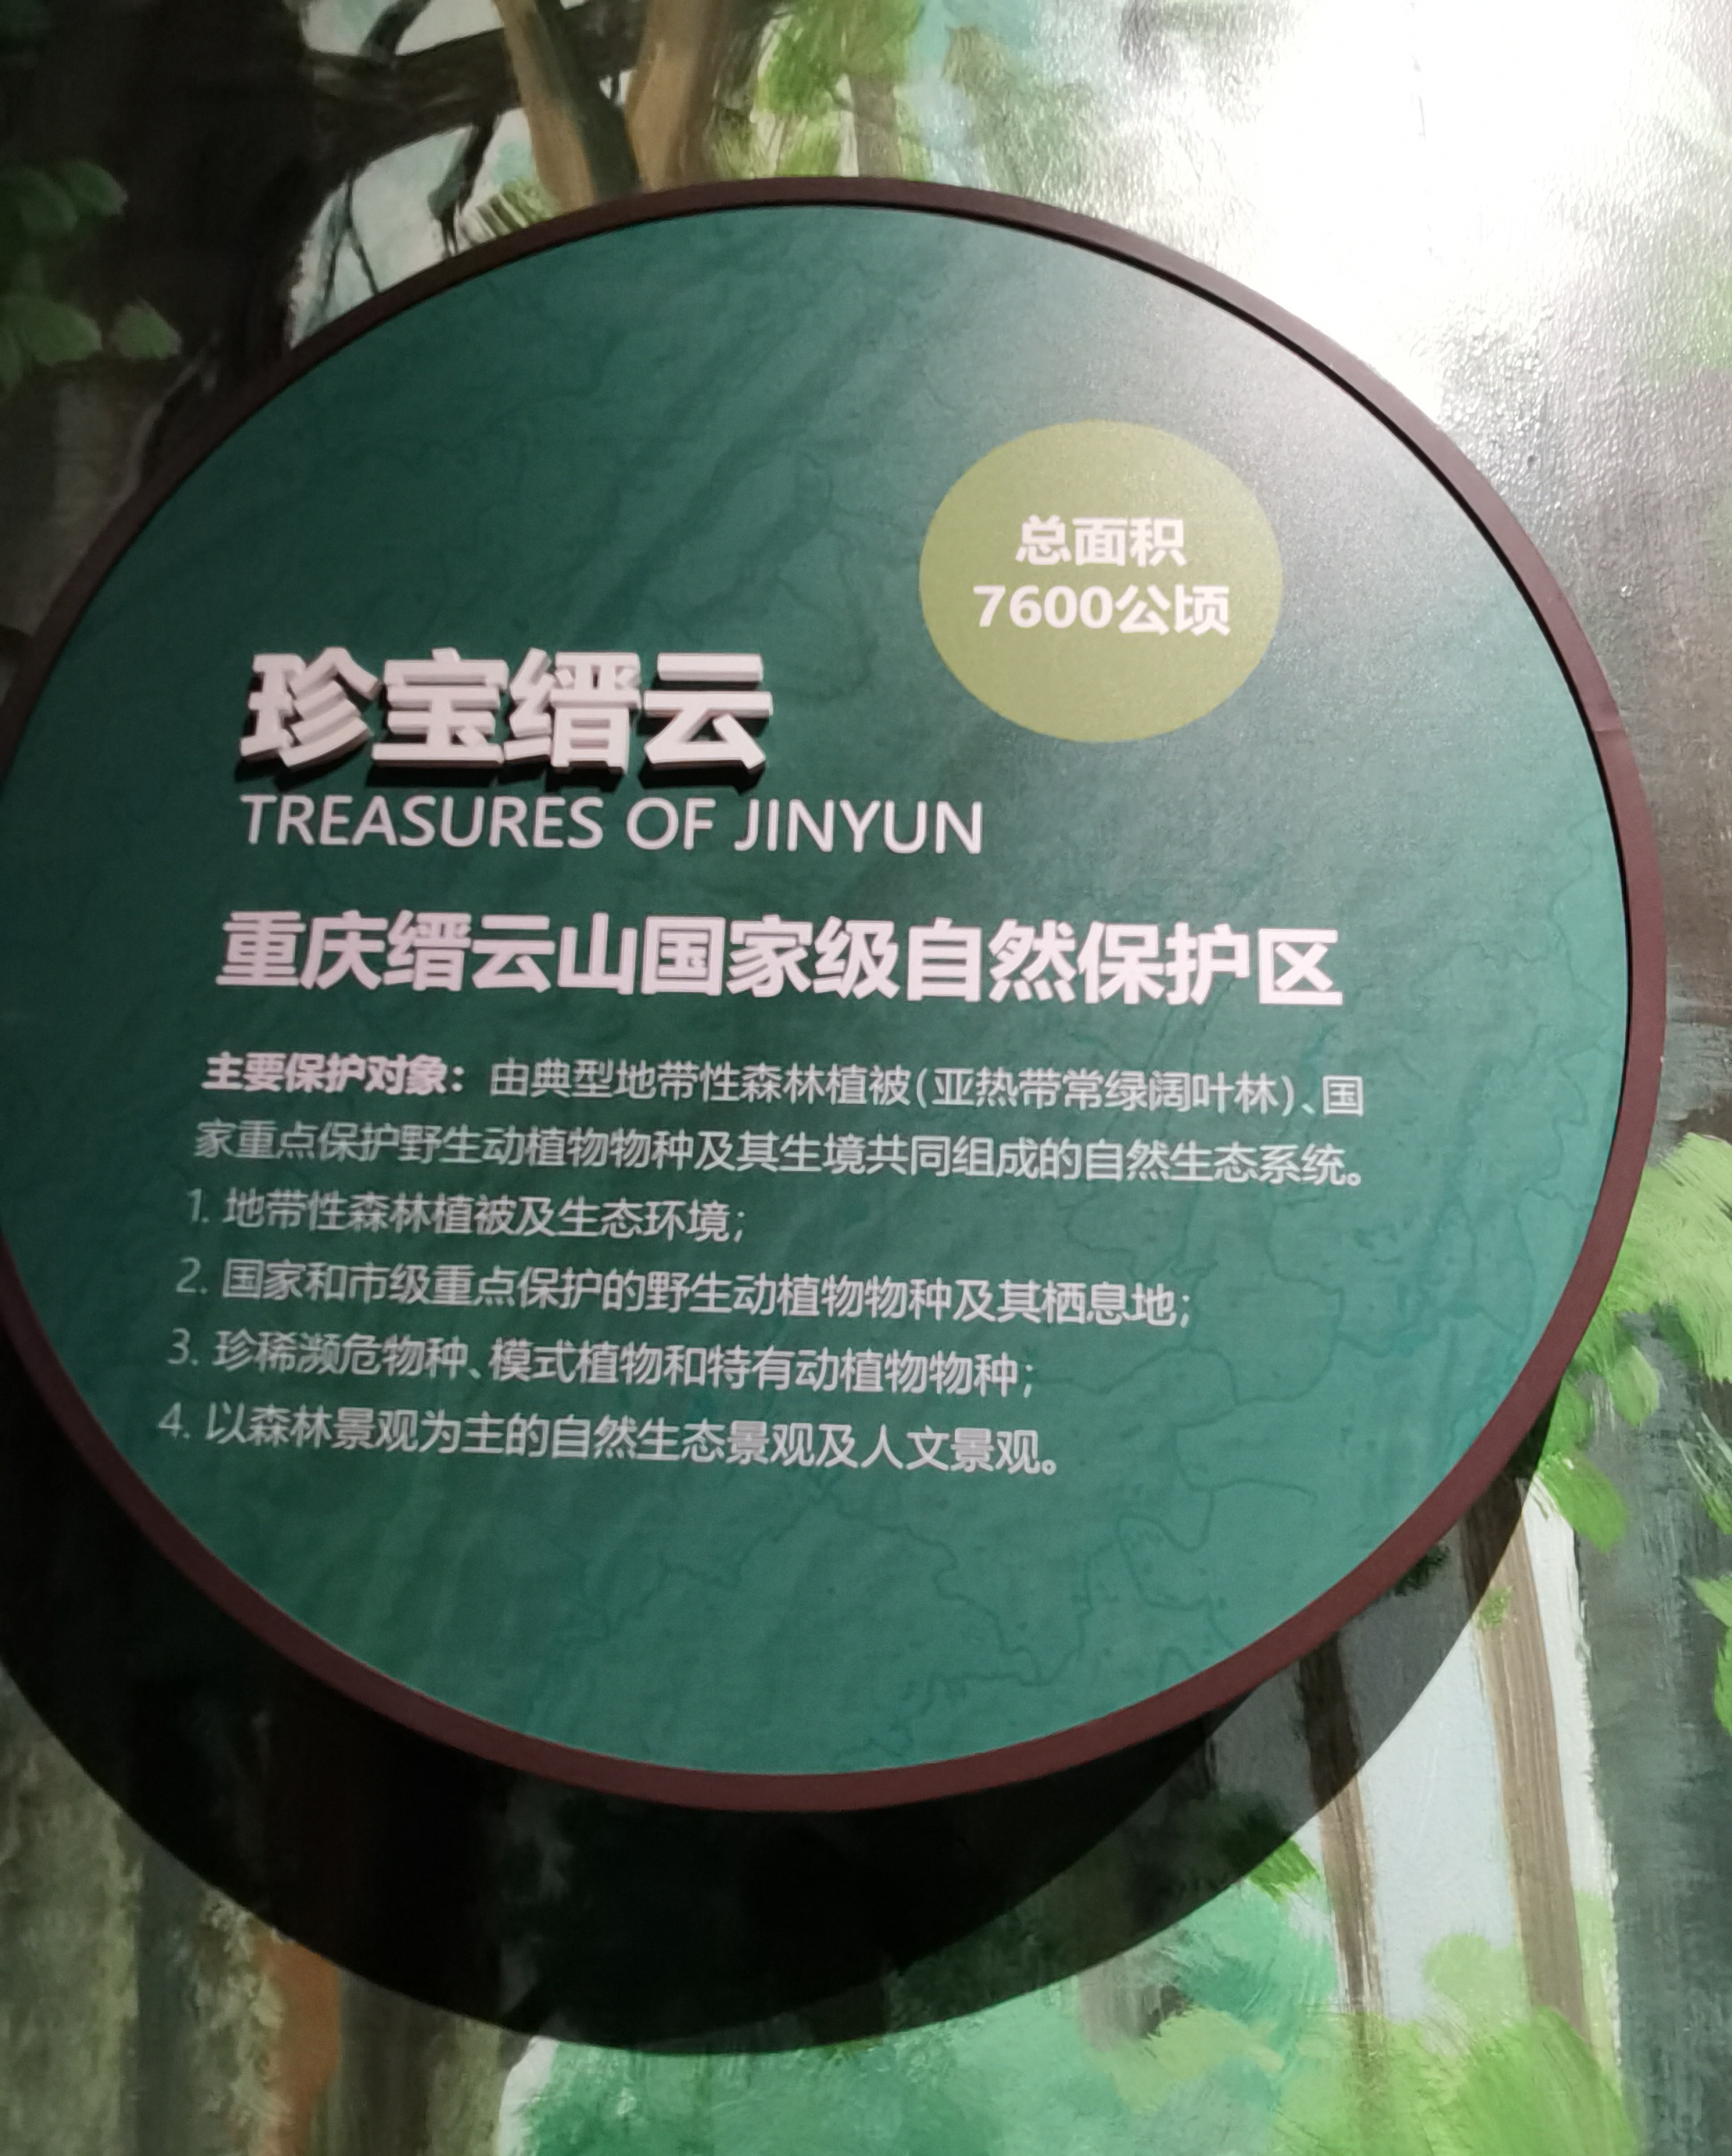 总面积
7600公顷
珍宝缙云
TREASURES OF JINYUN
重庆缙云山国家级自然保护区
主要保护对象：由典型地带性森林植被(亚热带常绿阔叶林)、国
家重点保护野生动植物物种及其生境共同组成的自然生态系统。
1. 地带性森林植被及生态环境；
2. 国家和市级重点保护的野生动植物物种及其栖息地；
3. 珍稀濒危物种、模式植物和特有动植物物种；
4. 以森林景观为主的自然生态景观及人文景观。